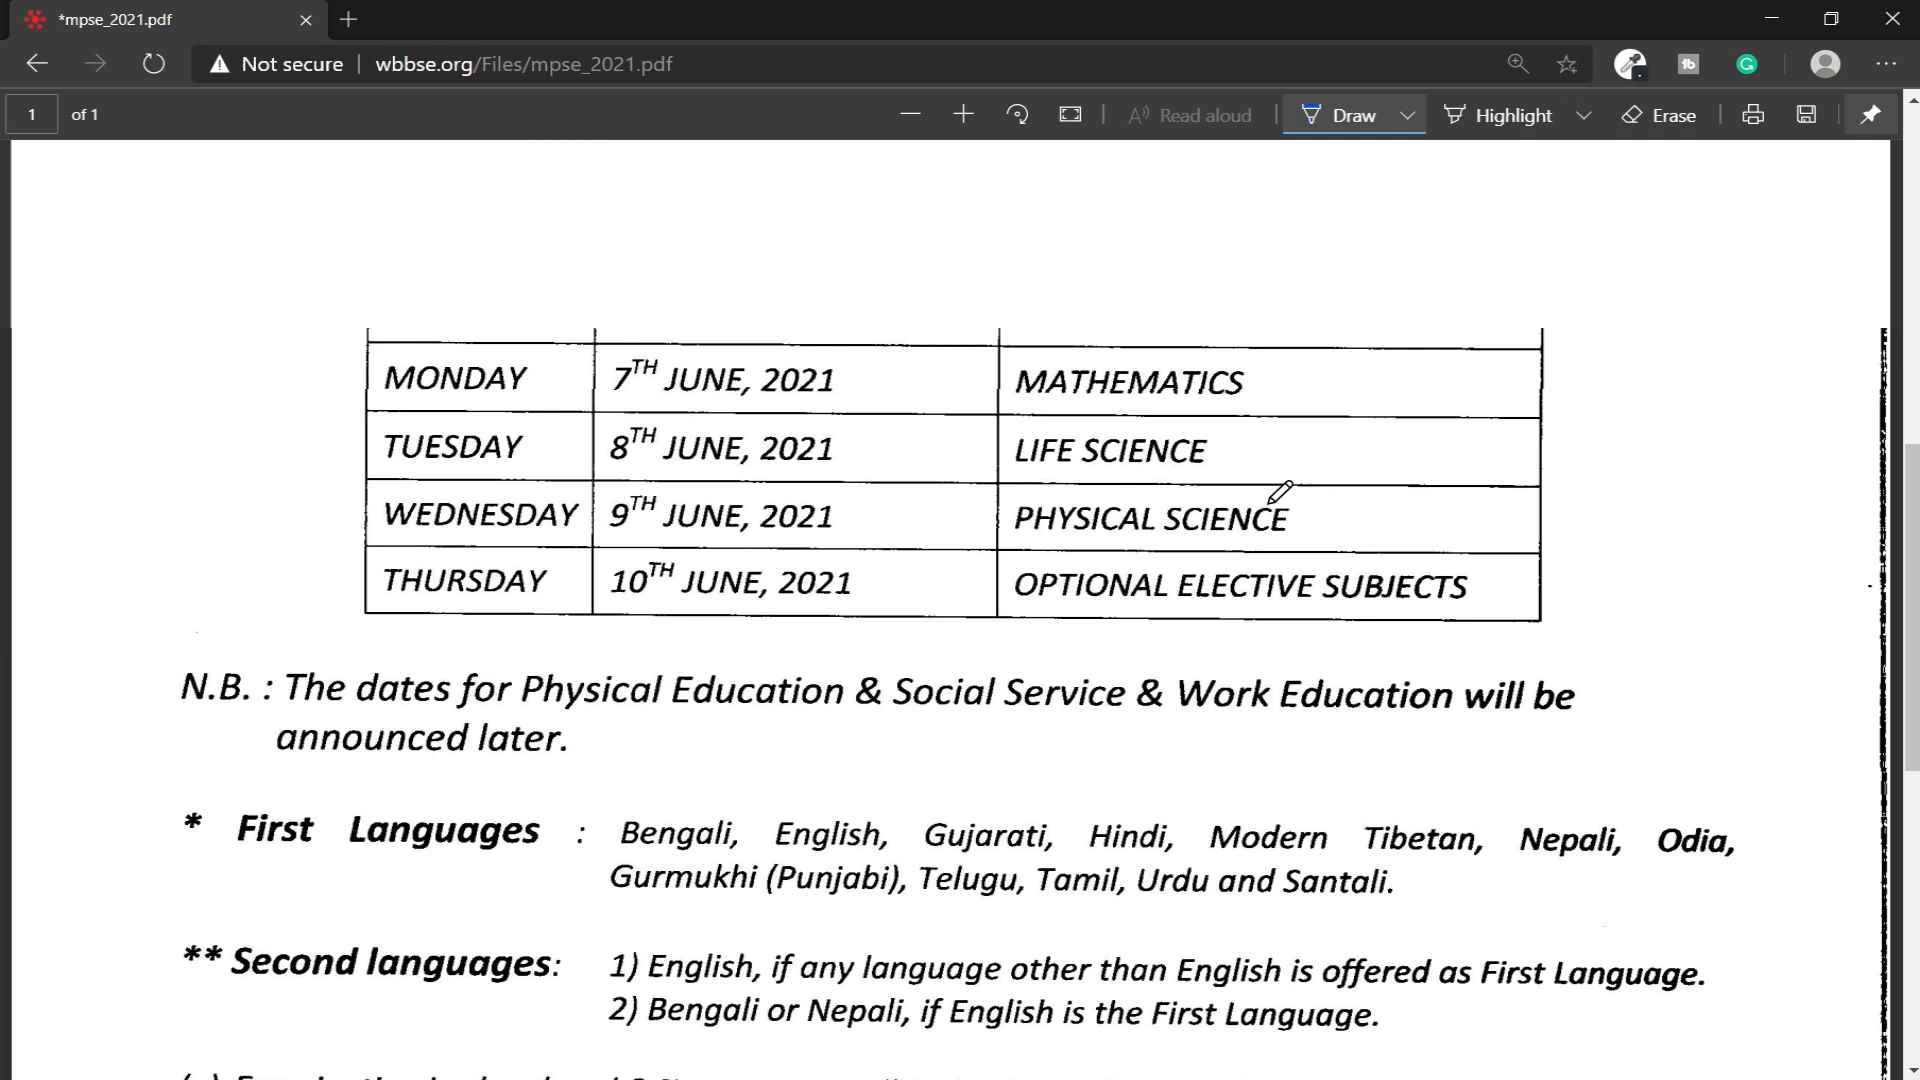 *mpse_2021.pdf
Not secure | wbbse.org/Files/mpse_2021.pdf
1 of 1 Read aloud Draw Highlight Erase
MONDAY 7TH JUNE, 2021 MATHEMATICS
TUESDAY 8TH JUNE, 2021 LIFE SCIENCE
WEDNESDAY 9TH JUNE, 2021 PHYSICAL SCIENCE
THURSDAY 10TH JUNE, 2021 OPTIONAL ELECTIVE SUBJECTS
N.B. : The dates for Physical Education & Social Service & Work Education will be
announced later.
* First Languages : Bengali, English, Gujarati, Hindi, Modern Tibetan, Nepali, Odia,
Gurmukhi (Punjabi), Telugu, Tamil, Urdu and Santali.
** Second languages: 1) English, if any language other than English is offered as First Language.
2) Bengali or Nepali, if English is the First Language.